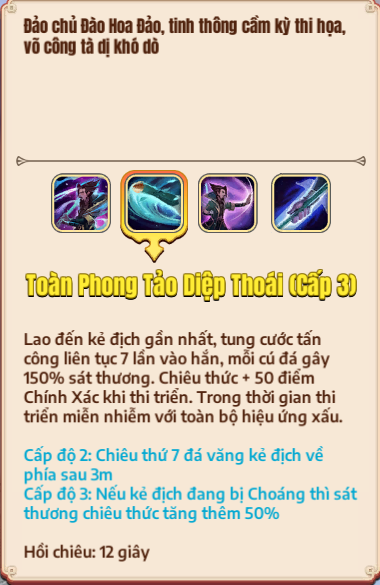 Đảo chủ Đào Hoa Đảo, tinh thông cầm kỳ thi họa,
võ công tà dị khó dò
Toàn Phong Tảo Diệp Thoái (Cấp 3)
Lao đến kẻ địch gần nhất, tung cước tấn
công liên tục 7 lần vào hắn, mỗi cú đá gây
150% sát thương. Chiêu thức + 50 điểm
Chính Xác khi thi triển. Trong thời gian thi
triển miễn nhiễm với toàn bộ hiệu ứng xấu.
Cấp độ 2: Chiêu thứ 7 đá văng kẻ địch về
phía sau 3m
Cấp độ 3: Nếu kẻ địch đang bị Choáng thì sát
thương chiêu thức tăng thêm 50%
Hồi chiêu: 12 giây